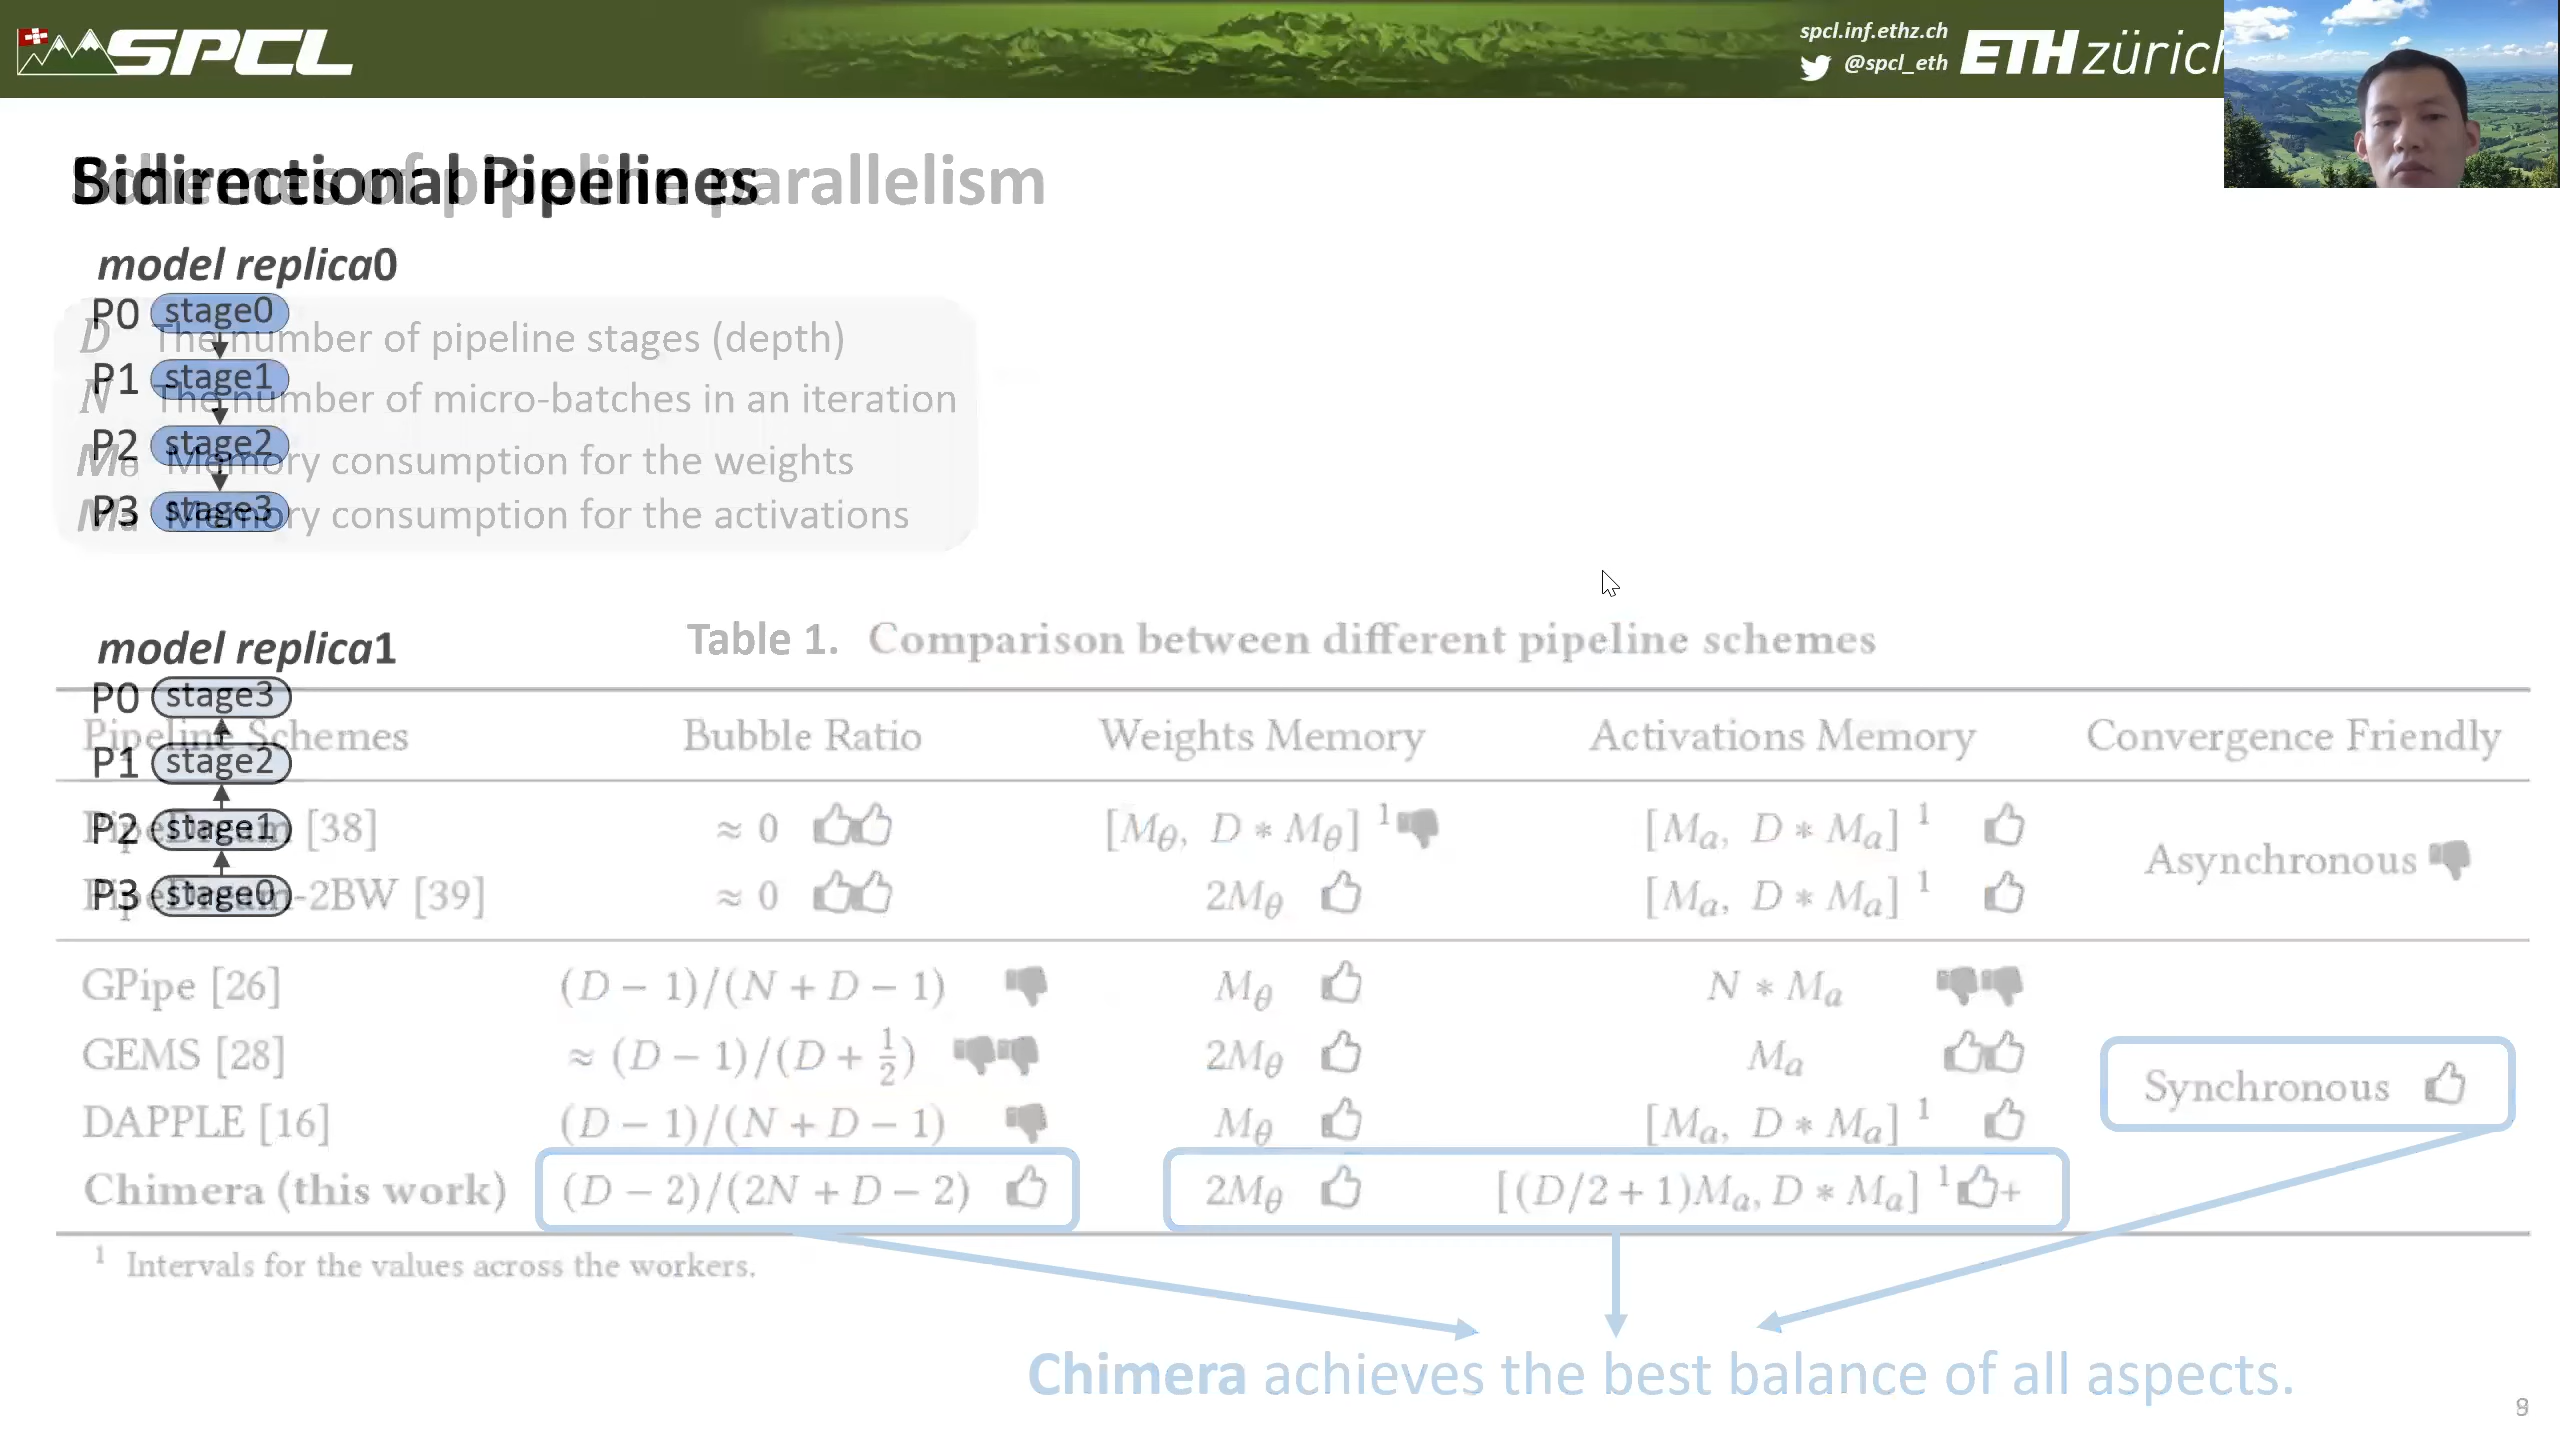 SPCL
spcl.inf.ethz.ch
@spcl_eth
ETH zürich
Bidirectional Pipelines
Schemes of pipeline parallelism
model replica0
P0 stage0
P1 stage1
P2 stage2
P3 stage3
D The number of pipeline stages (depth)
N The number of micro-batches in an iteration
Mθ Memory consumption for the weights
Ma Memory consumption for the activations
model replica1
P0 stage3
P1 stage2
P2 stage1
P3 stage0
Table 1. Comparison between different pipeline schemes
Pipeline Schemes Bubble Ratio Weights Memory Activations Memory Convergence Friendly
PipeDream [38] ≈ 0 [Mθ, D * Mθ] 1 [Ma, D * Ma] 1 Asynchronous
PipeDream-2BW [39] ≈ 0 2Mθ [Ma, D * Ma] 1
GPipe [26] (D − 1)/(N + D − 1) Mθ N * Ma
GEMS [28] ≈ (D − 1)/(D + 1/2) 2Mθ Ma Synchronous
DAPPLE [16] (D − 1)/(N + D − 1) Mθ [Ma, D * Ma] 1
Chimera (this work) (D − 2)/(2N + D − 2) 2Mθ [(D/2 + 1)Ma, D * Ma] 1 +
1 Intervals for the values across the workers.
Chimera achieves the best balance of all aspects.